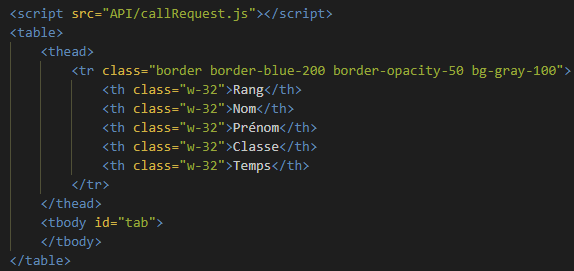 <script src="API/callRequest.js"></script>
<table>
<thead>
<tr class="border border-blue-200 border-opacity-50 bg-gray-100">
<th class="w-32">Rang</th>
<th class="w-32">Nom</th>
<th class="w-32">Prénom</th>
<th class="w-32">Classe</th>
<th class="w-32">Temps</th>
</tr>
</thead>
<tbody id="tab">
</tbody>
</table>